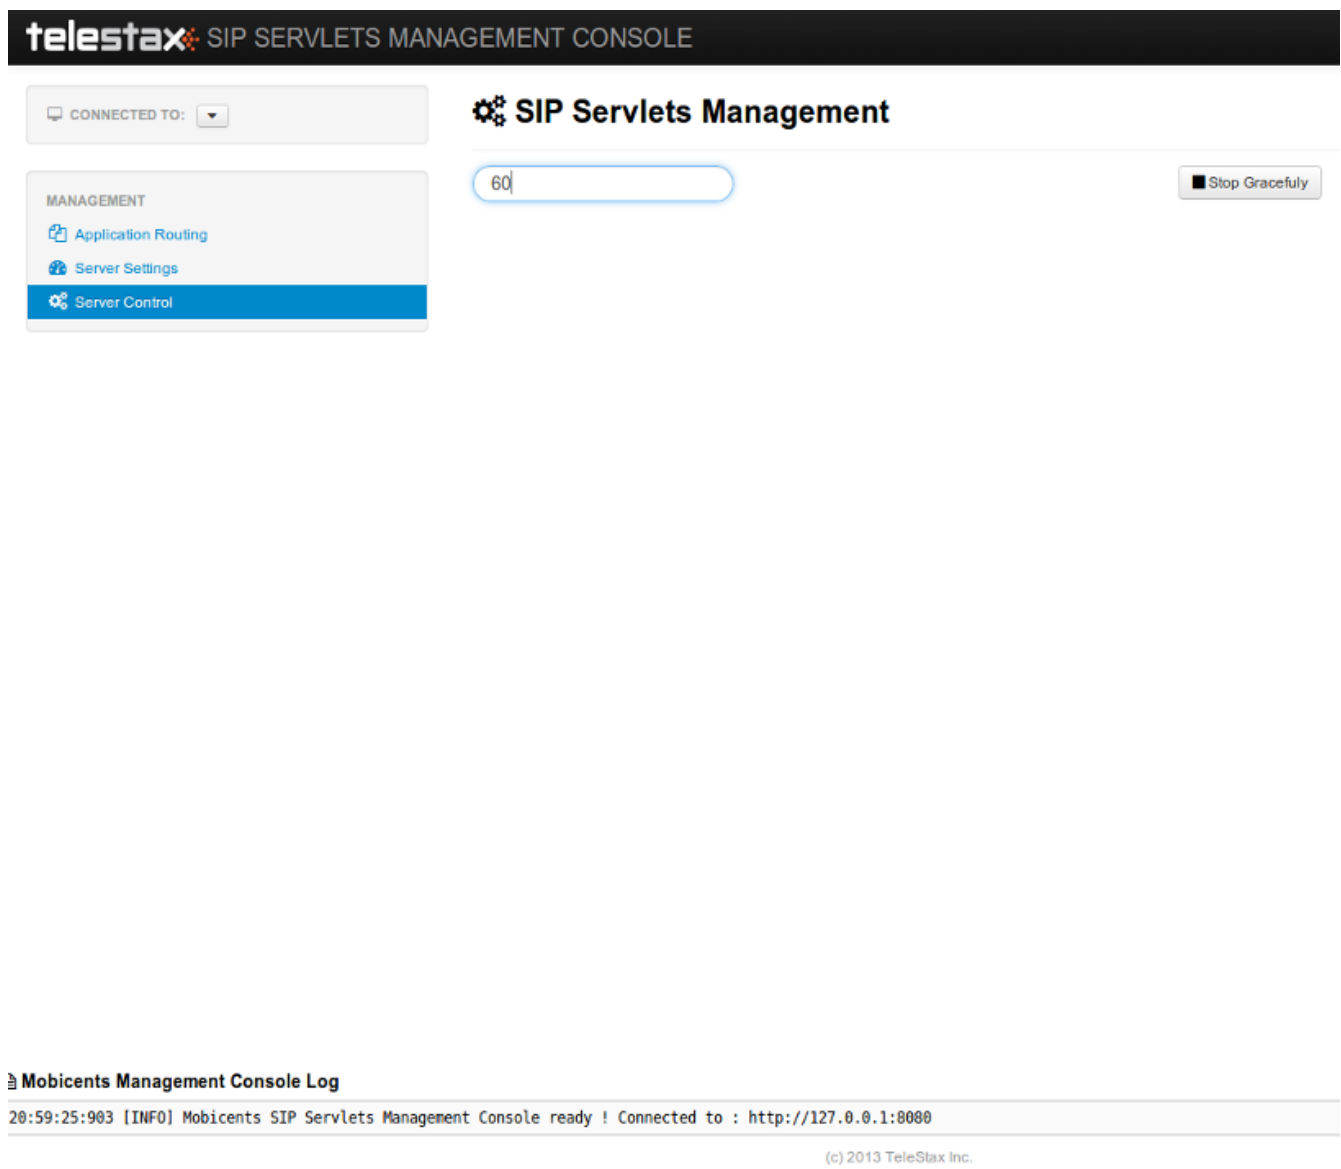 telestax SIP SERVLETS MANAGEMENT CONSOLE
CONNECTED TO:
MANAGEMENT
Application Routing
Server Settings
Server Control
SIP Servlets Management
60
Stop Gracefuly
Mobicents Management Console Log
20:59:25:903 [INFO] Mobicents SIP Servlets Management Console ready ! Connected to : http://127.0.0.1:8080
(c) 2013 TeleStax Inc.